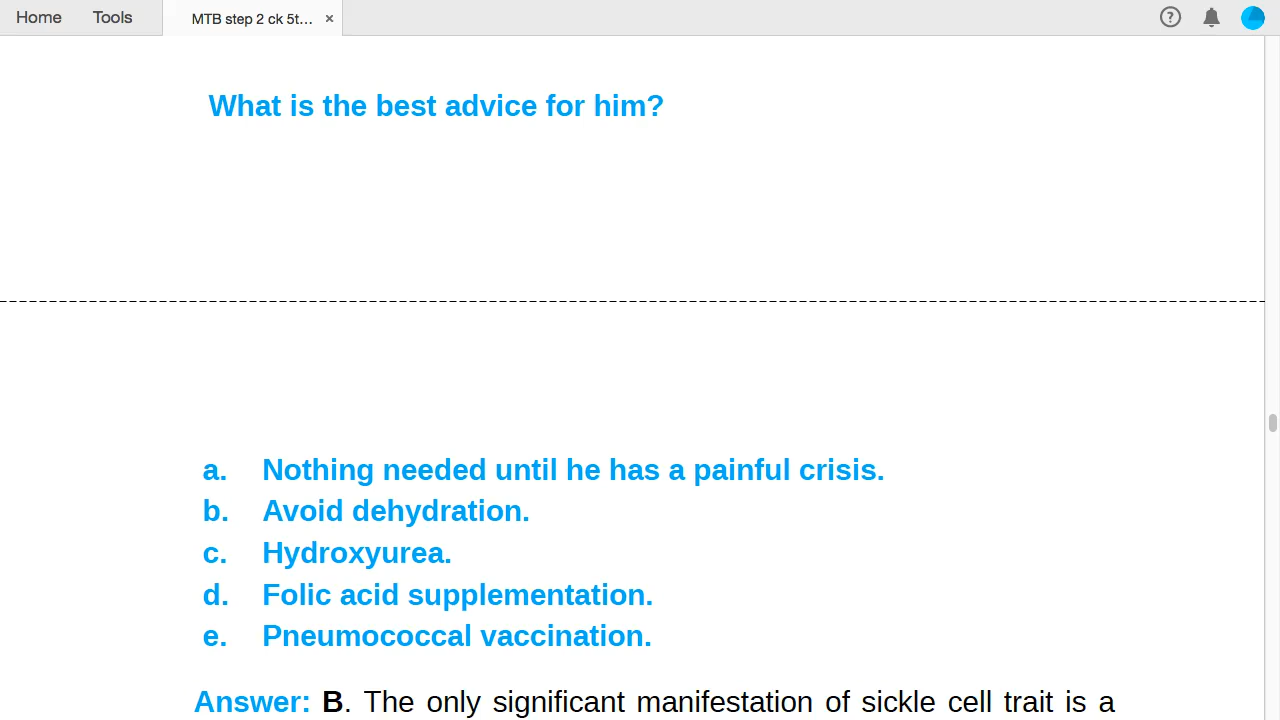 Home Tools MTB step 2 ck 5t... ×
What is the best advice for him?
a. Nothing needed until he has a painful crisis.
b. Avoid dehydration.
c. Hydroxyurea.
d. Folic acid supplementation.
e. Pneumococcal vaccination.
Answer: B. The only significant manifestation of sickle cell trait is a